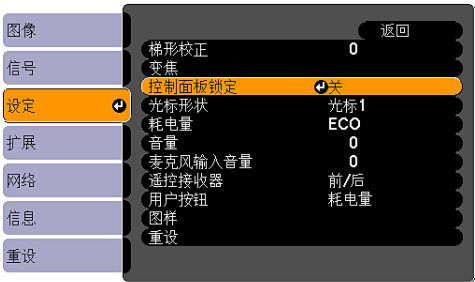 图像
信号
设定
扩展
网络
信息
重设
返回
梯形校正 0
变焦
控制面板锁定 关
光标形状 光标1
耗电量 ECO
音量 0
麦克风输入音量 0
遥控接收器 前/后
用户按钮 耗电量
图样
重设